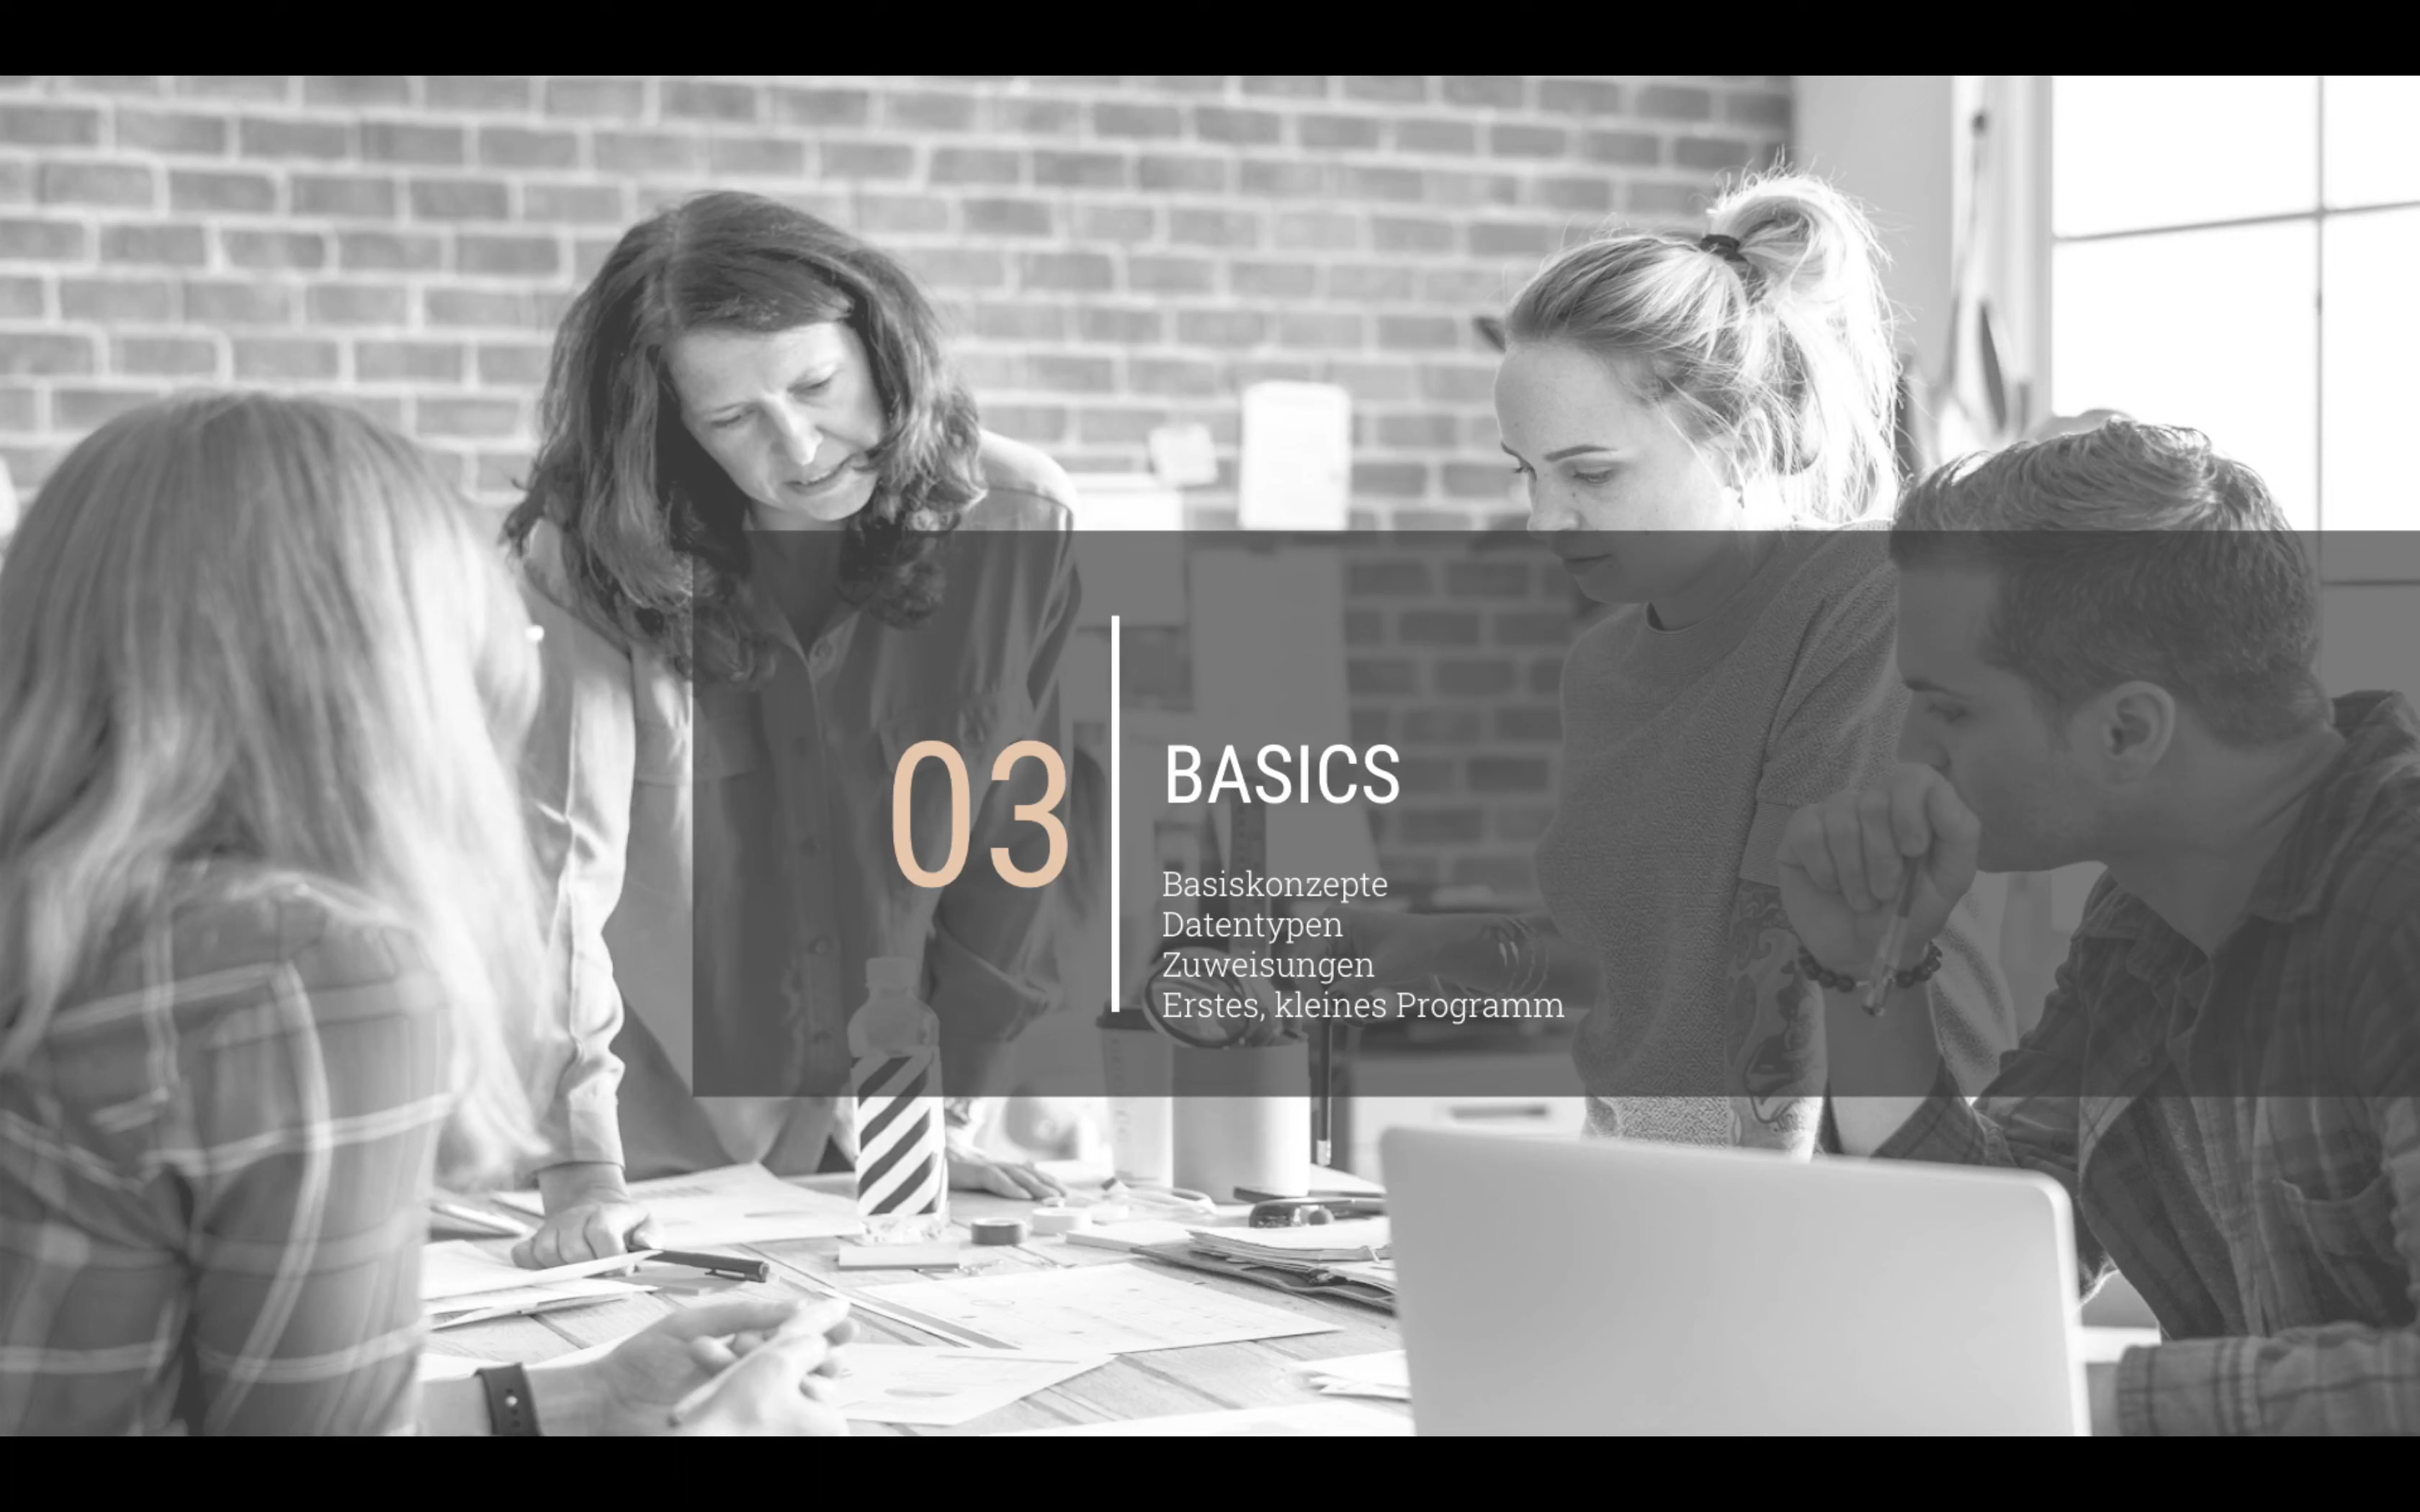 03
BASICS
Basiskonzepte
Datentypen
Zuweisungen
Erstes, kleines Programm